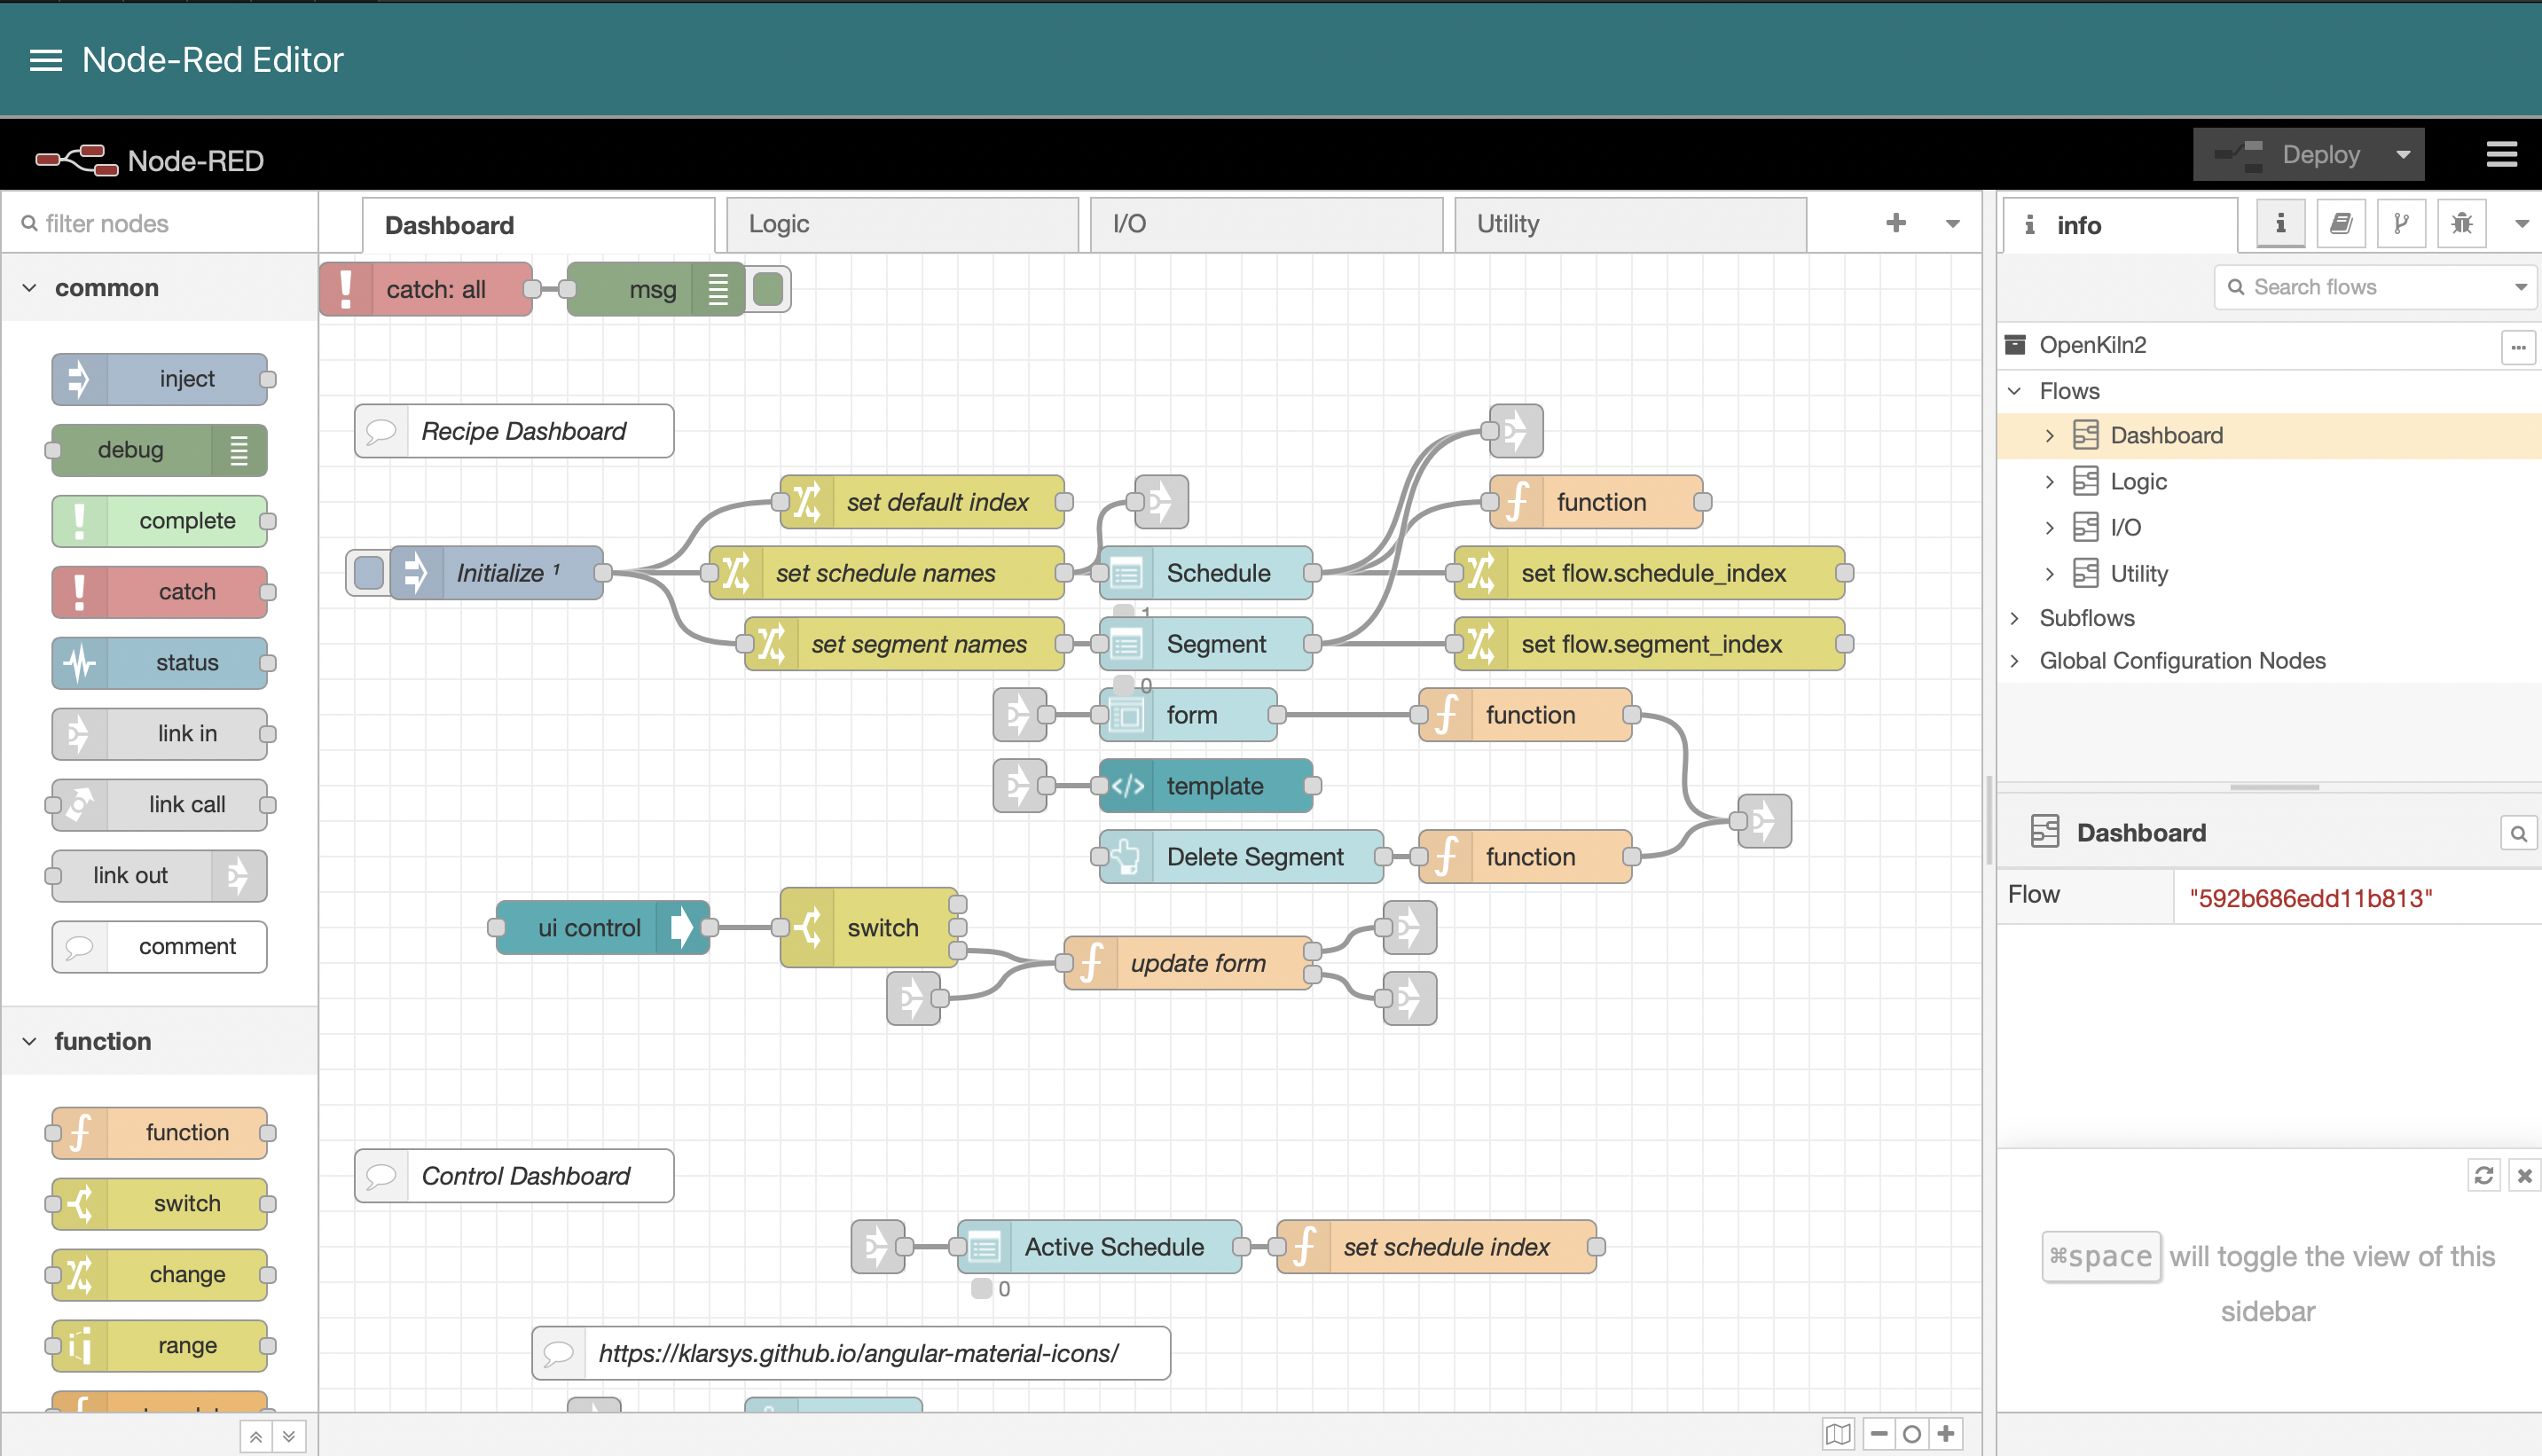 Node-Red Editor
Node-RED
Deploy
filter nodes
common
inject
debug
complete
catch
status
link in
link call
link out
comment
function
function
switch
change
range
Dashboard
Logic
I/O
Utility
catch: all
msg
Recipe Dashboard
set default index
function
Initialize ¹
set schedule names
Schedule
set flow.schedule_index
1
set segment names
Segment
set flow.segment_index
0
form
function
template
Delete Segment
function
ui control
switch
update form
Control Dashboard
Active Schedule
set schedule index
0
https://klarsys.github.io/angular-material-icons/
info
Search flows
OpenKiln2
Flows
Dashboard
Logic
I/O
Utility
Subflows
Global Configuration Nodes
Dashboard
Flow
"592b686edd11b813"
⌘space will toggle the view of this
sidebar